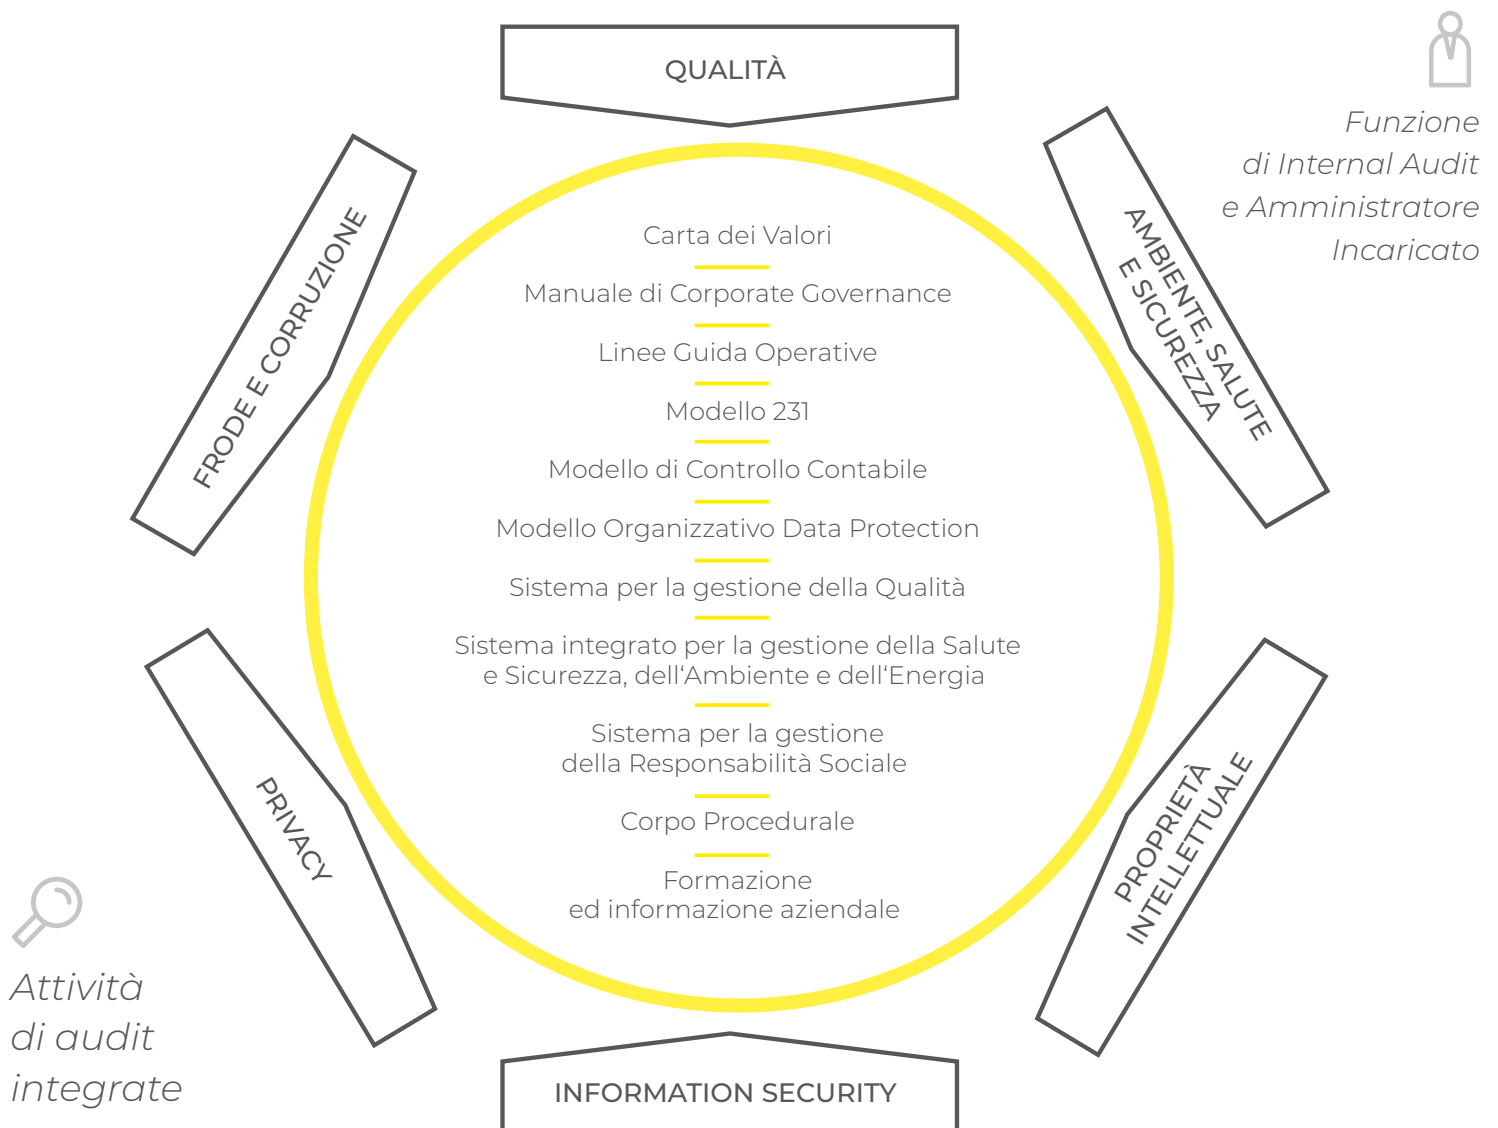 QUALITÀ
Funzione
di Internal Audit
e Amministratore
Incaricato
FRODE E CORRUZIONE
AMBIENTE, SALUTE
E SICUREZZA
Carta dei Valori
Manuale di Corporate Governance
Linee Guida Operative
Modello 231
Modello di Controllo Contabile
Modello Organizzativo Data Protection
Sistema per la gestione della Qualità
Sistema integrato per la gestione della Salute
e Sicurezza, dell‘Ambiente e dell‘Energia
Sistema per la gestione
della Responsabilità Sociale
Corpo Procedurale
Formazione
ed informazione aziendale
PRIVACY
PROPRIETÀ
INTELLETTUALE
Attività
di audit
integrate
INFORMATION SECURITY